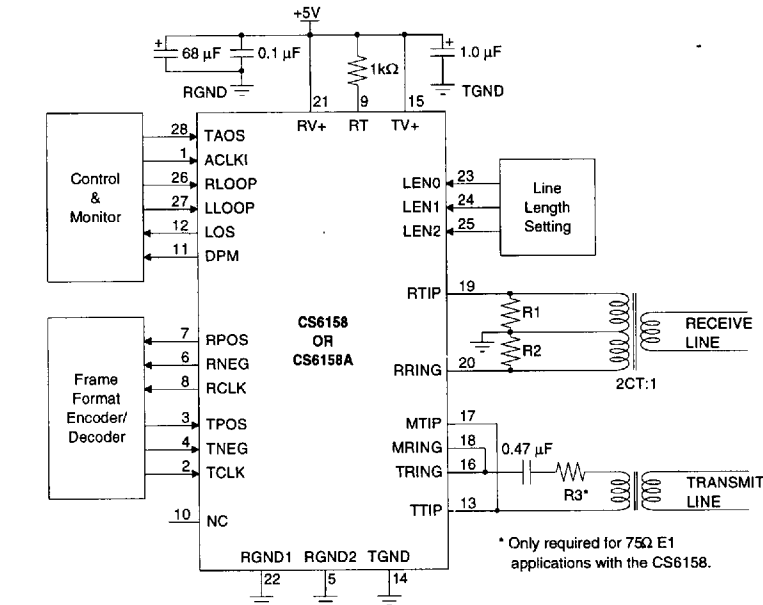 +5V
+
68 µF
0.1 µF
RGND
1kΩ
+
1.0 µF
TGND
21
9
15
RV+
RT
TV+
Control
&
Monitor
28
TAOS
1
ACLKI
26
RLOOP
27
LLOOP
12
LOS
11
DPM
LEN0
23
LEN1
24
LEN2
25
Line
Length
Setting
CS6158
OR
CS6158A
Frame
Format
Encoder/
Decoder
7
RPOS
6
RNEG
8
RCLK
3
TPOS
4
TNEG
2
TCLK
10
NC
RTIP
19
R1
R2
RRING
20
2CT:1
RECEIVE
LINE
MTIP
17
MRING
18
TRING
16
TTIP
13
0.47 µF
R3*
TRANSMIT
LINE
RGND1
RGND2
TGND
22
5
14
* Only required for 75Ω E1
applications with the CS6158.